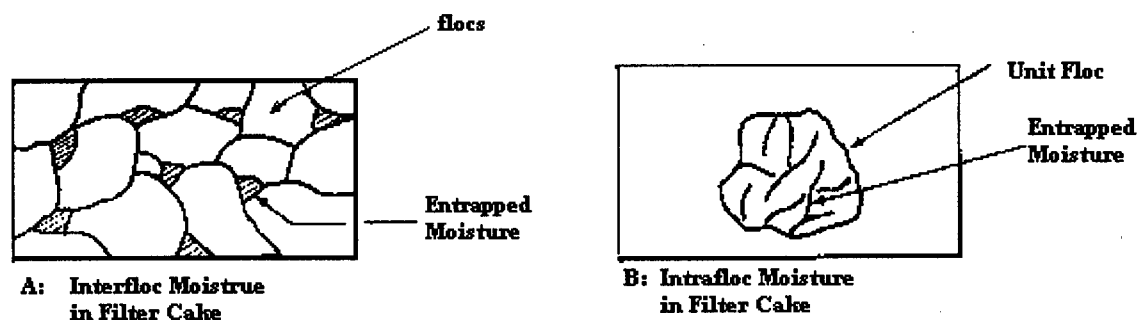 flocs
Entrapped
Moisture
A: Interfloc Moistrue
in Filter Cake
Unit Floc
Entrapped
Moisture
B: Intrafloc Moisture
in Filter Cake